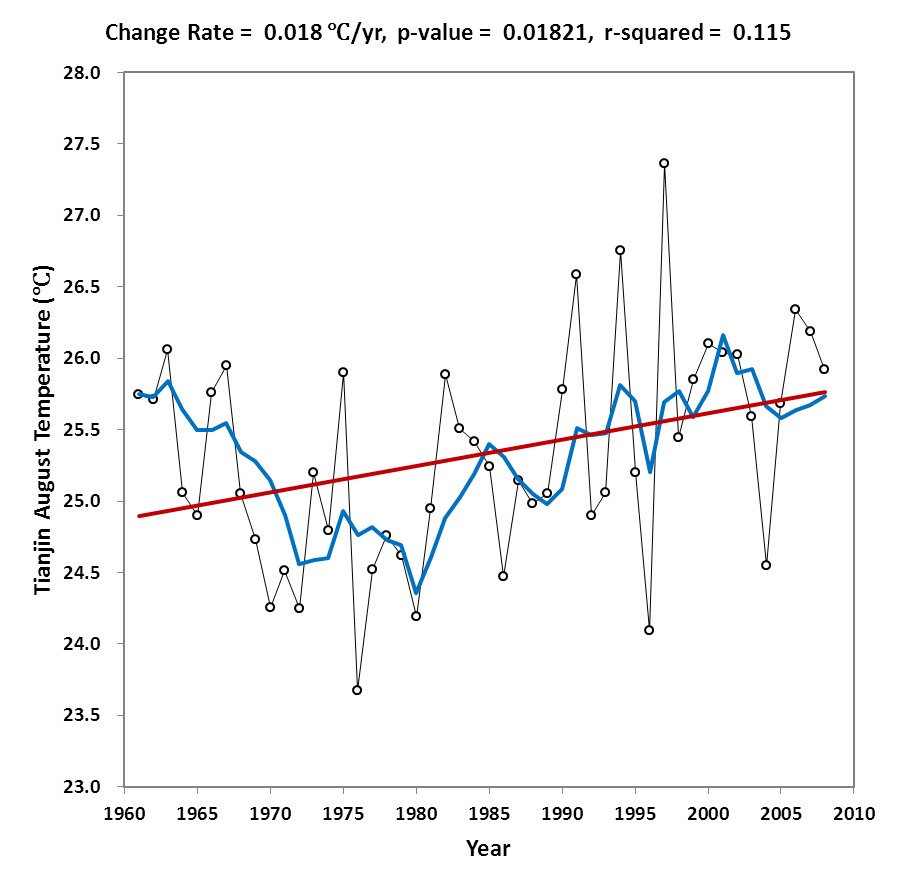 Change Rate = 0.018 ℃/yr, p-value = 0.01821, r-squared = 0.115
28.0
27.5
27.0
26.5
26.0
25.5
25.0
24.5
24.0
23.5
23.0
Tianjin August Temperature (℃)
1960 1965 1970 1975 1980 1985 1990 1995 2000 2005 2010
Year